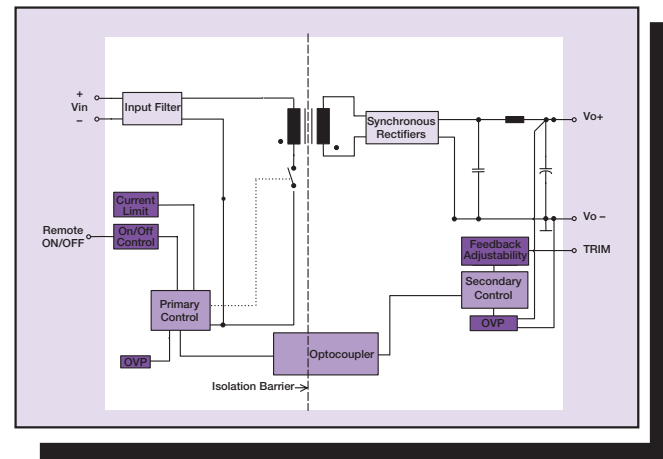 +
Vin
–
Input Filter
Synchronous
Rectifiers
Vo+
Current
Limit
Remote
ON/OFF
On/Off
Control
Vo –
Feedback
Adjustability
TRIM
Secondary
Control
Primary
Control
OVP
OVP
Optocoupler
Isolation Barrier